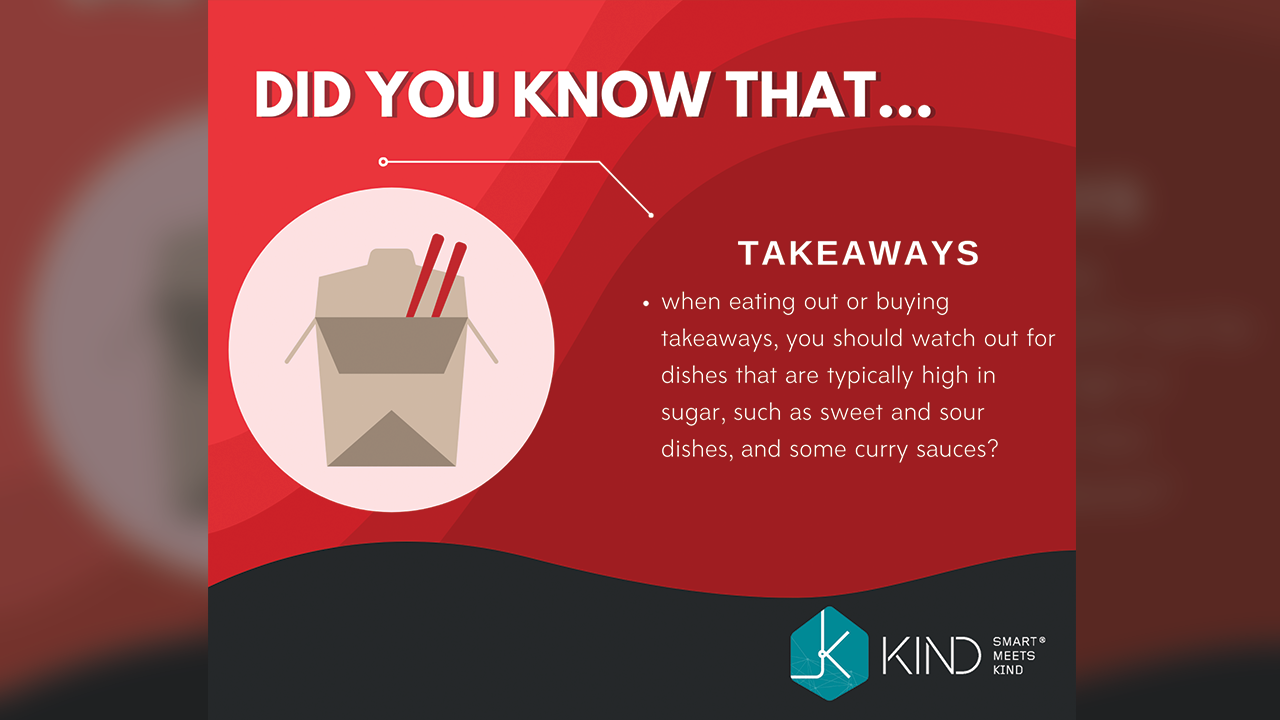 DID YOU KNOW THAT...
TAKEAWAYS
• when eating out or buying
takeaways, you should watch out for
dishes that are typically high in
sugar, such as sweet and sour
dishes, and some curry sauces?
KIND
SMART®
MEETS
KIND